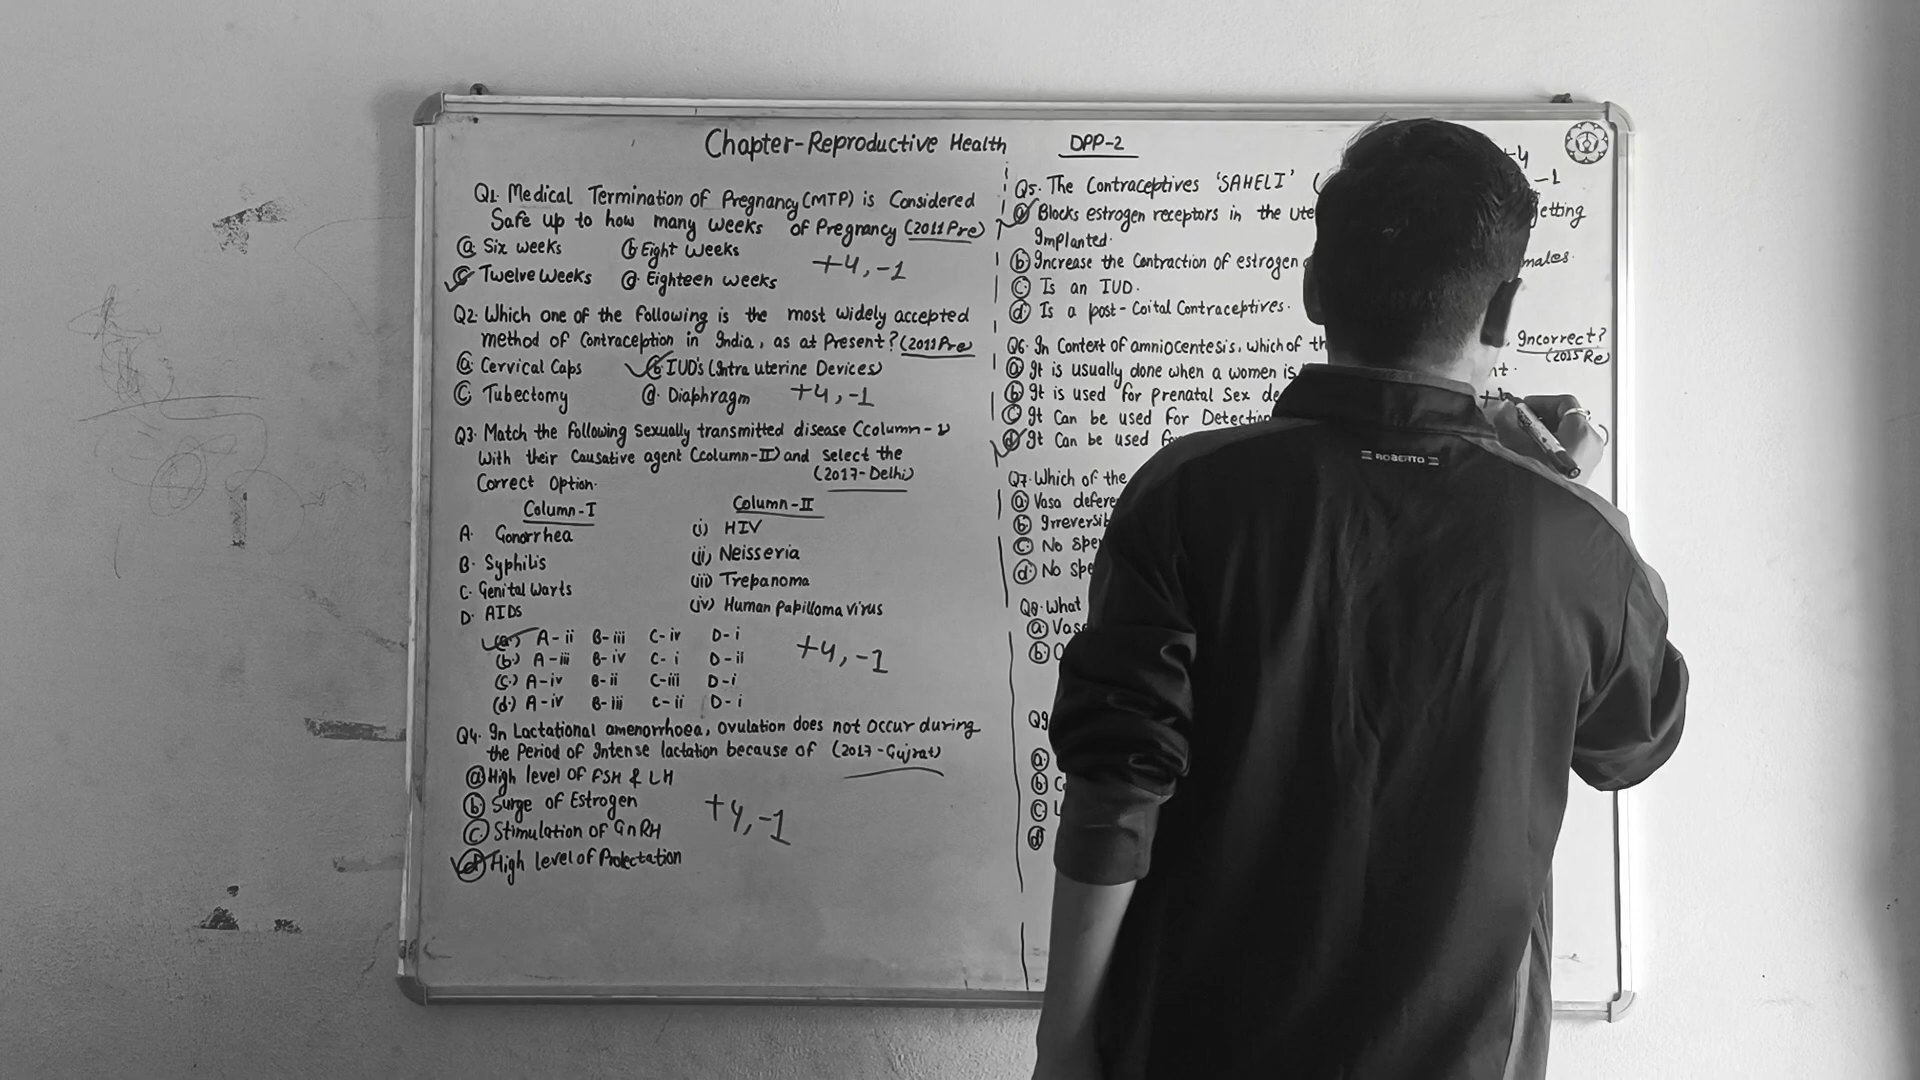 Chapter-Reproductive Health DPP-2
Q1. Medical Termination of Pregnancy (MTP) is Considered
Safe up to how many weeks of Pregnancy (2011 Pre)
(a) Six weeks (b) Eight Weeks
(c) Twelve Weeks (d) Eighteen weeks
+4, -1
Q2. Which one of the following is the most widely accepted
method of Contraception in India, as at Present? (2011 Pre)
(a) Cervical Caps (b) IUD's (Intra uterine Devices)
(c) Tubectomy (d) Diaphragm +4, -1
Q3. Match the following sexually transmitted disease (Column-I)
With their Causative agent (Column-II) and select the
Correct Option. (2017-Delhi)
Column-I Column-II
A. Gonorrhea (i) HIV
B. Syphilis (ii) Neisseria
C. Genital Warts (iii) Trepanoma
D. AIDS (iv) Human Papilloma virus
(a) A-ii B-iii C-iv D-i
(b) A-iii B-iv C-i D-ii
(c) A-iv B-ii C-iii D-i
(d) A-iv B-iii C-ii D-i
+4, -1
Q4. In Lactational amenorrhoea, ovulation does not occur during
the Period of Intense lactation because of (2017-Gujrat)
(a) High level of FSH & LH
(b) Surge of Estrogen
(c) Stimulation of GnRH
(d) High level of Prolectation
+4, -1
Q5. The Contraceptives 'SAHELI'
+4
-1
(a) Blocks estrogen receptors in the etting
Implanted.
(b) Increase the Contraction of estrogen males.
(c) Is an IUD.
(d) Is a post-Coital Contraceptives.
Q6. In Context of amniocentesis, which of Incorrect?
(2015 Re)
(a) It is usually done when a women is
(b) It is used for Prenatal Sex
(c) It Can be used for Detection
(d) It Can be used
Q7. Which of the
(a) Vasa
(b)
(c) No
(d) No
Q8. What
(a)
(b)
Q9
(a)
(b)
(c)
(d)
ROBERTO